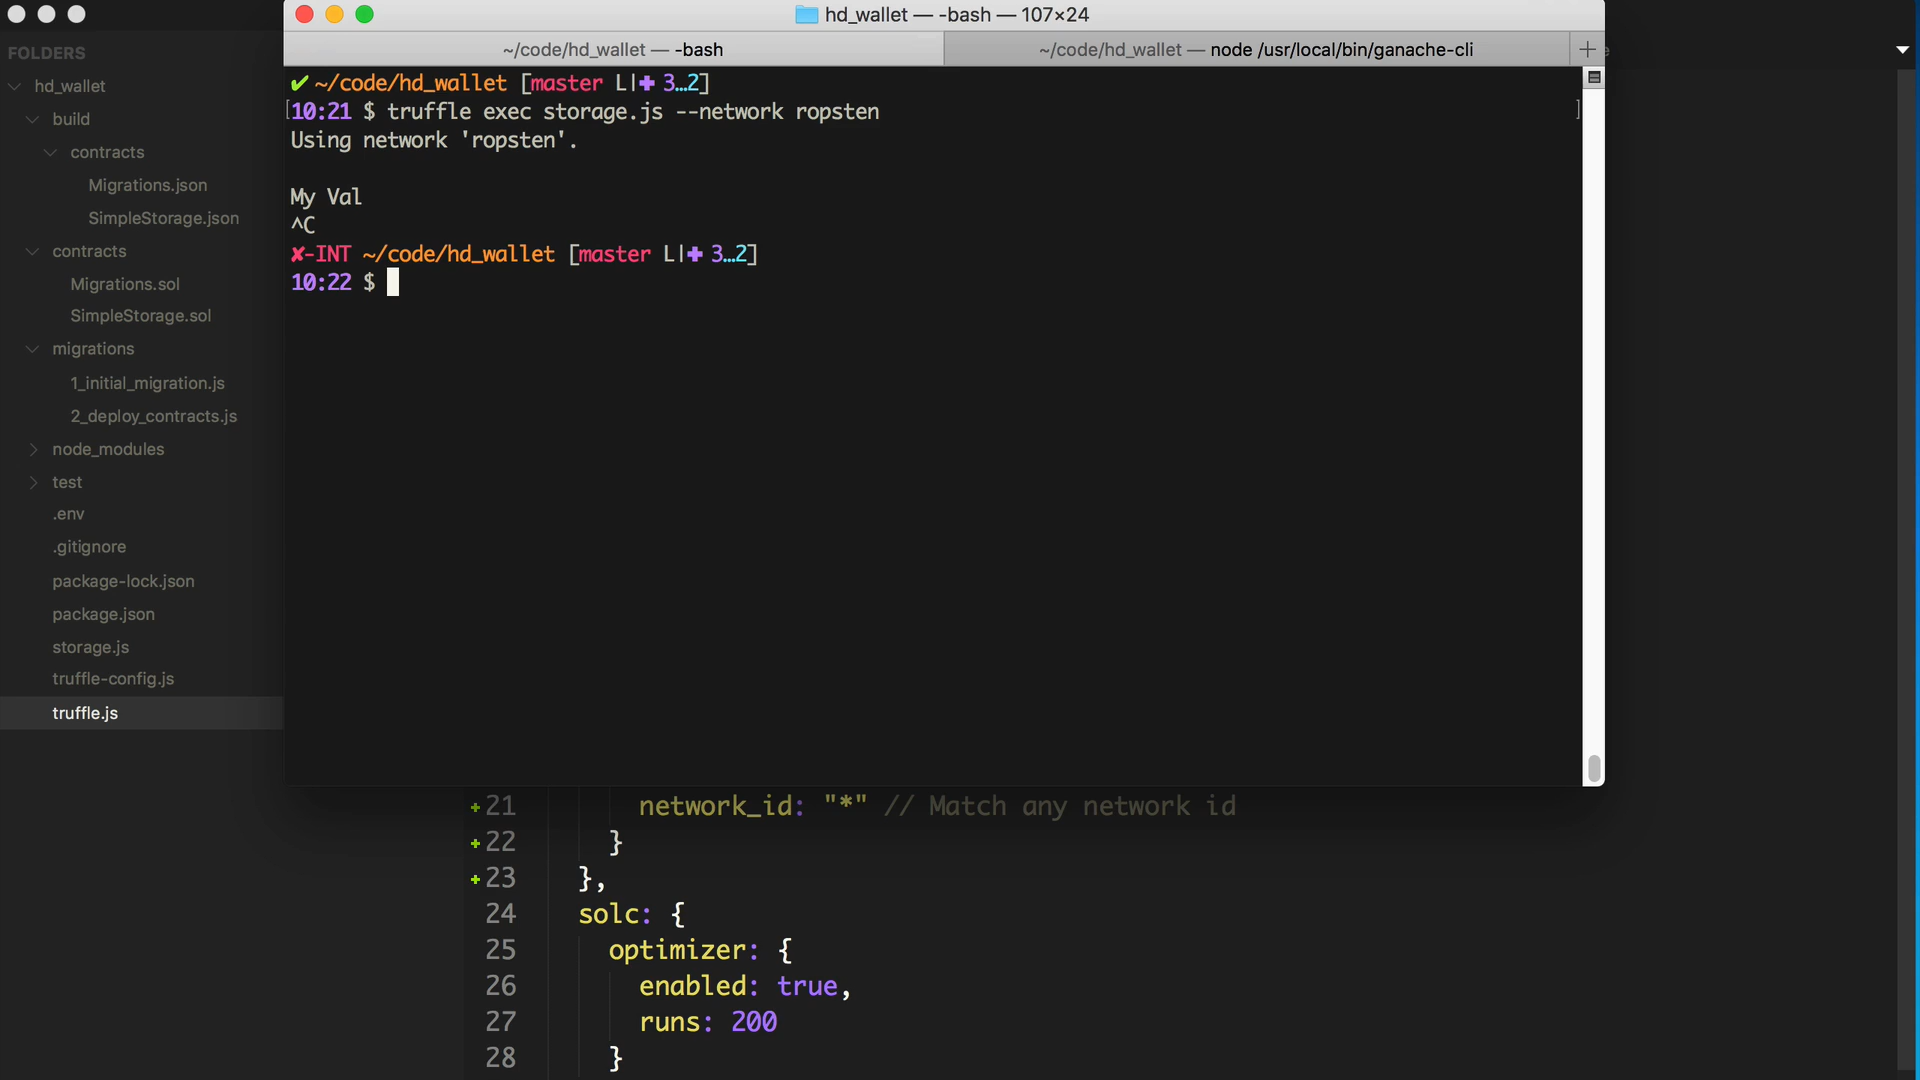 hd_wallet — -bash — 107×24
~/code/hd_wallet — -bash
~/code/hd_wallet — node /usr/local/bin/ganache-cli
+
FOLDERS
hd_wallet
build
contracts
Migrations.json
SimpleStorage.json
contracts
Migrations.sol
SimpleStorage.sol
migrations
1_initial_migration.js
2_deploy_contracts.js
node_modules
test
.env
.gitignore
package-lock.json
package.json
storage.js
truffle-config.js
truffle.js
✔ ~/code/hd_wallet [master L|✚ 3…2]
[10:21 $ truffle exec storage.js --network ropsten ]
Using network 'ropsten'.
My Val
^C
✘-INT ~/code/hd_wallet [master L|✚ 3…2]
10:22 $
+21 network_id: "*" // Match any network id
+22 }
+23 },
24 solc: {
25 optimizer: {
26 enabled: true,
27 runs: 200
28 }